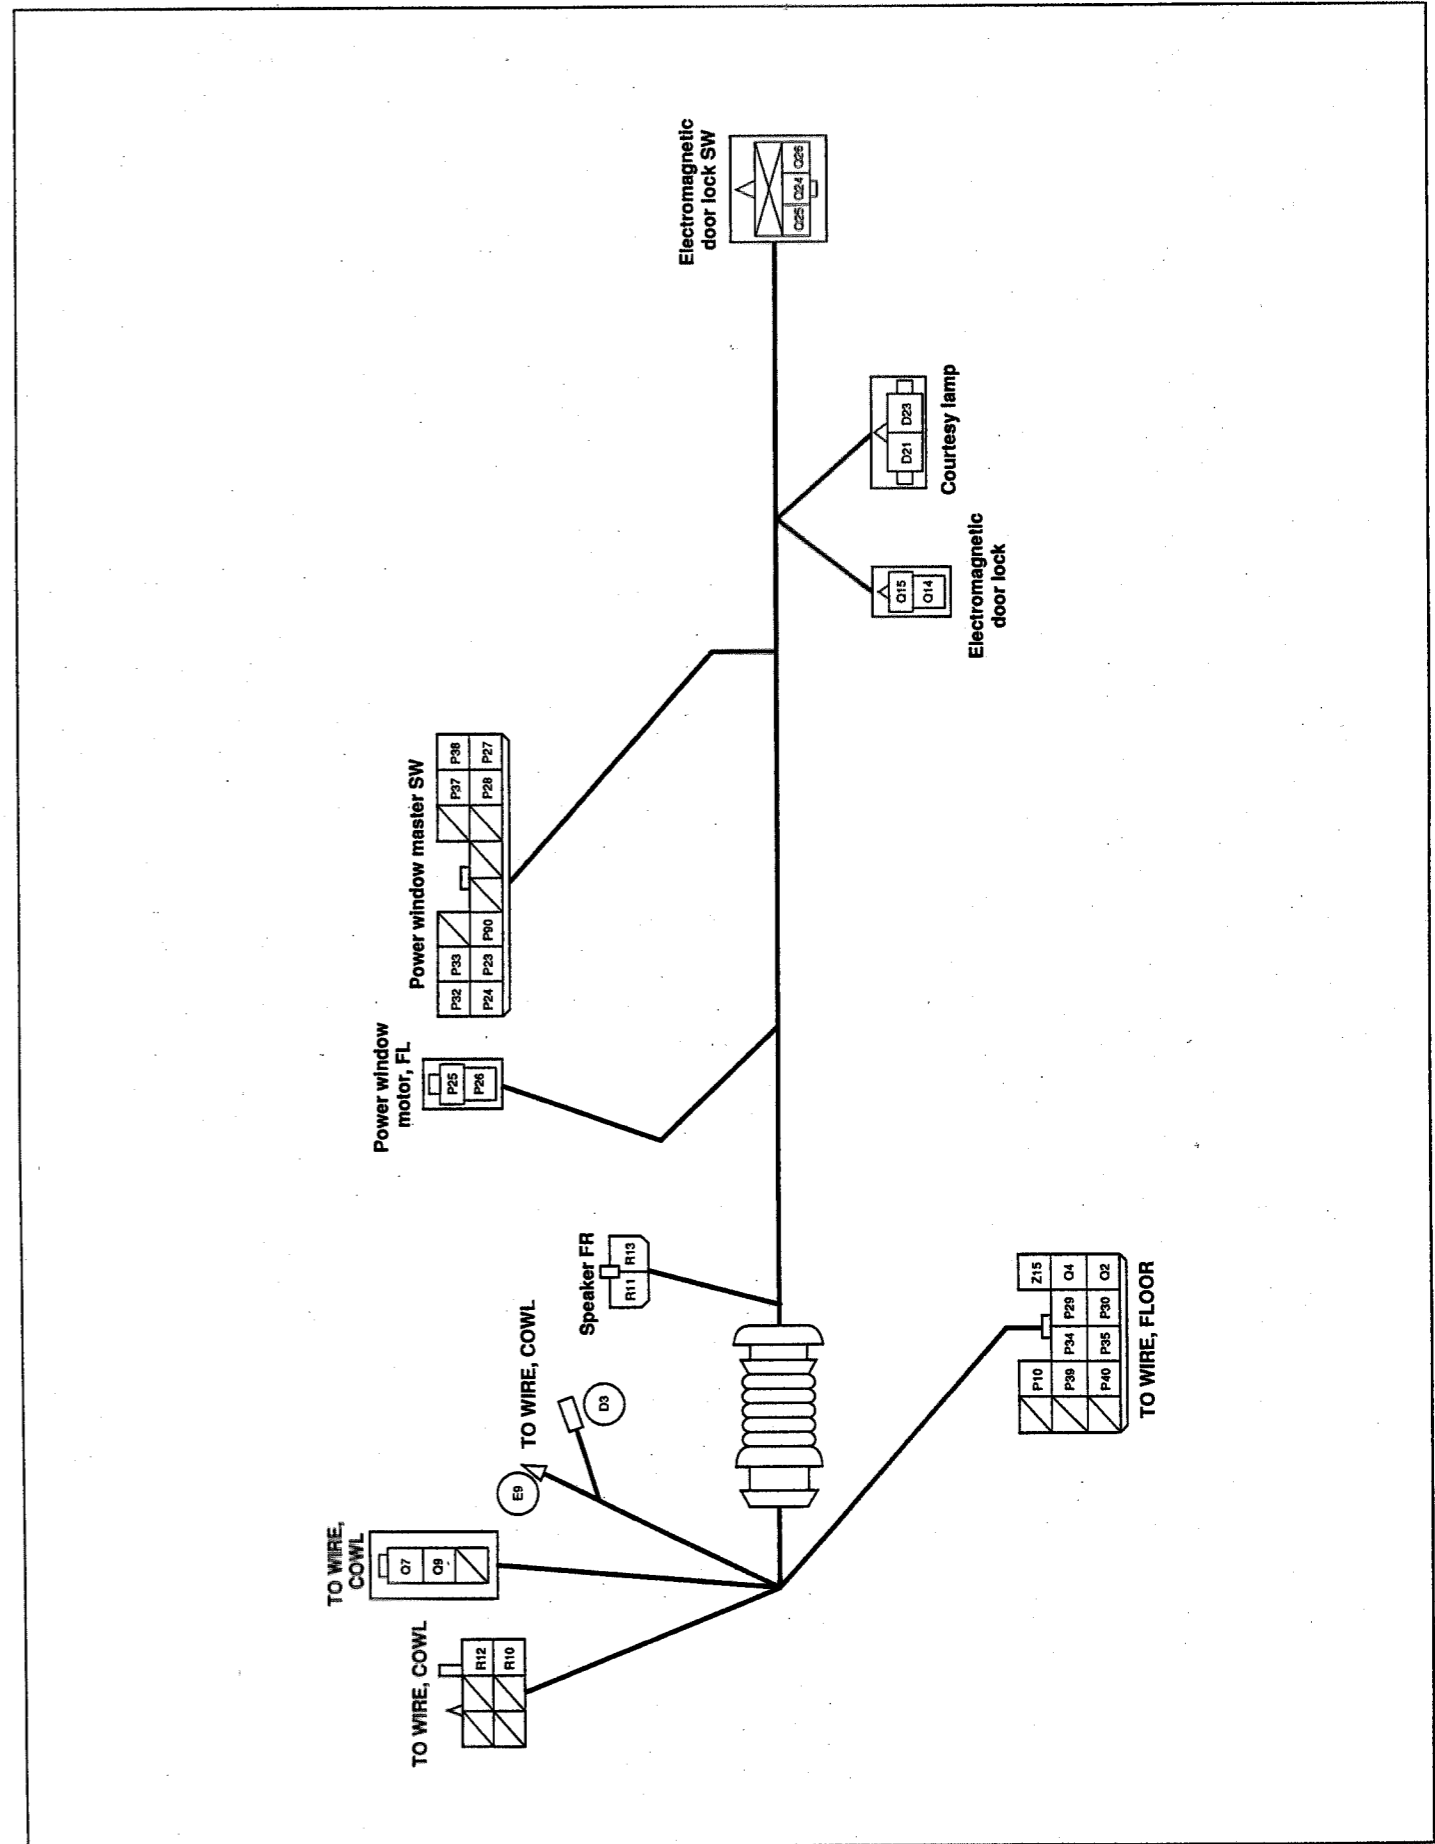 TO WIRE, COWL
R12
R10
TO WIRE,
COWL
Q7
Q9
E9
TO WIRE, COWL
D3
Speaker FR
R11 R13
Power window
motor, FL
P25
P26
Power window master SW
P32 P33 P37 P38
P24 P23 P90 P28 P27
Electromagnetic
door lock SW
Q25 Q24 Q26
D21 D23
Courtesy lamp
Q15
Q14
Electromagnetic
door lock
P10 Z15
P39 P34 P29 Q4
P40 P35 P30 Q2
TO WIRE, FLOOR